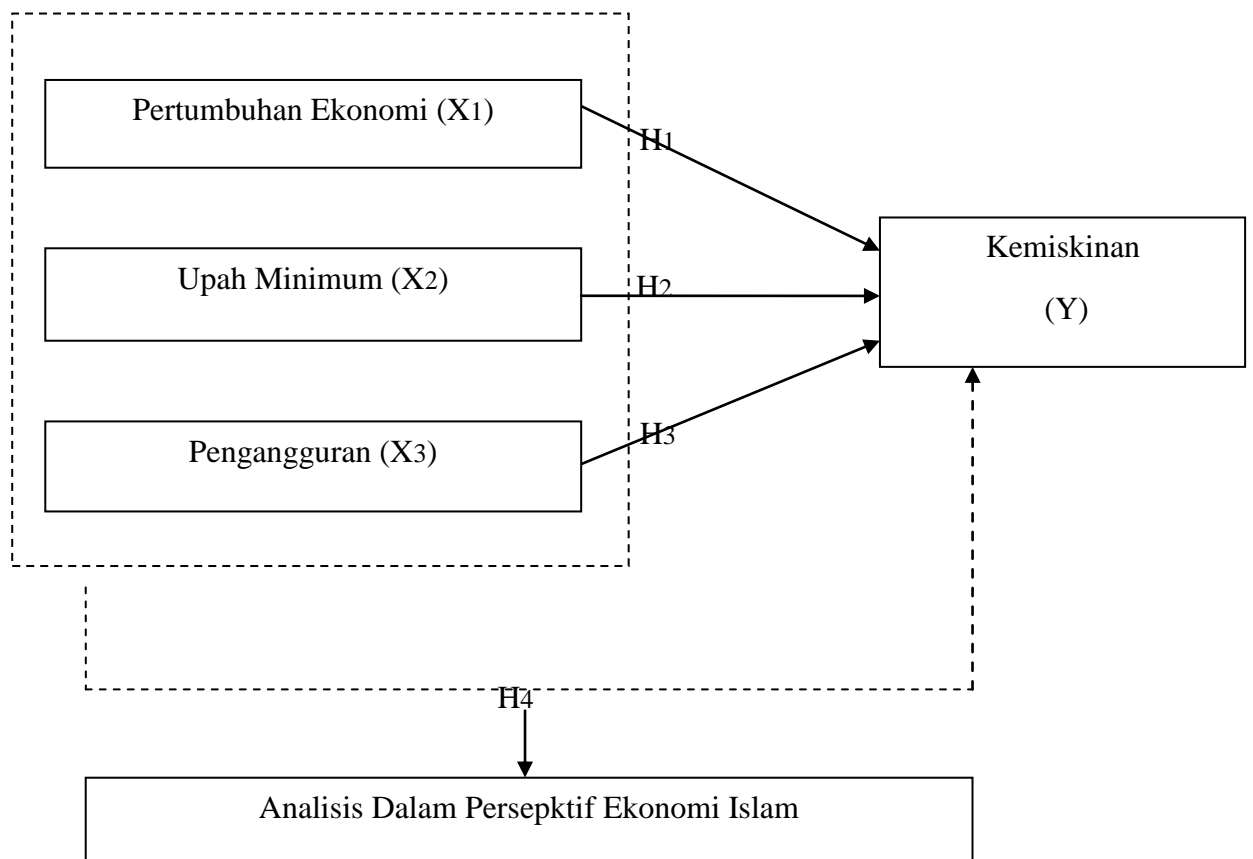 Pertumbuhan Ekonomi (X1)
H1
Kemiskinan
(Y)
Upah Minimum (X2)
H2
Pengangguran (X3)
H3
H4
Analisis Dalam Persepktif Ekonomi Islam